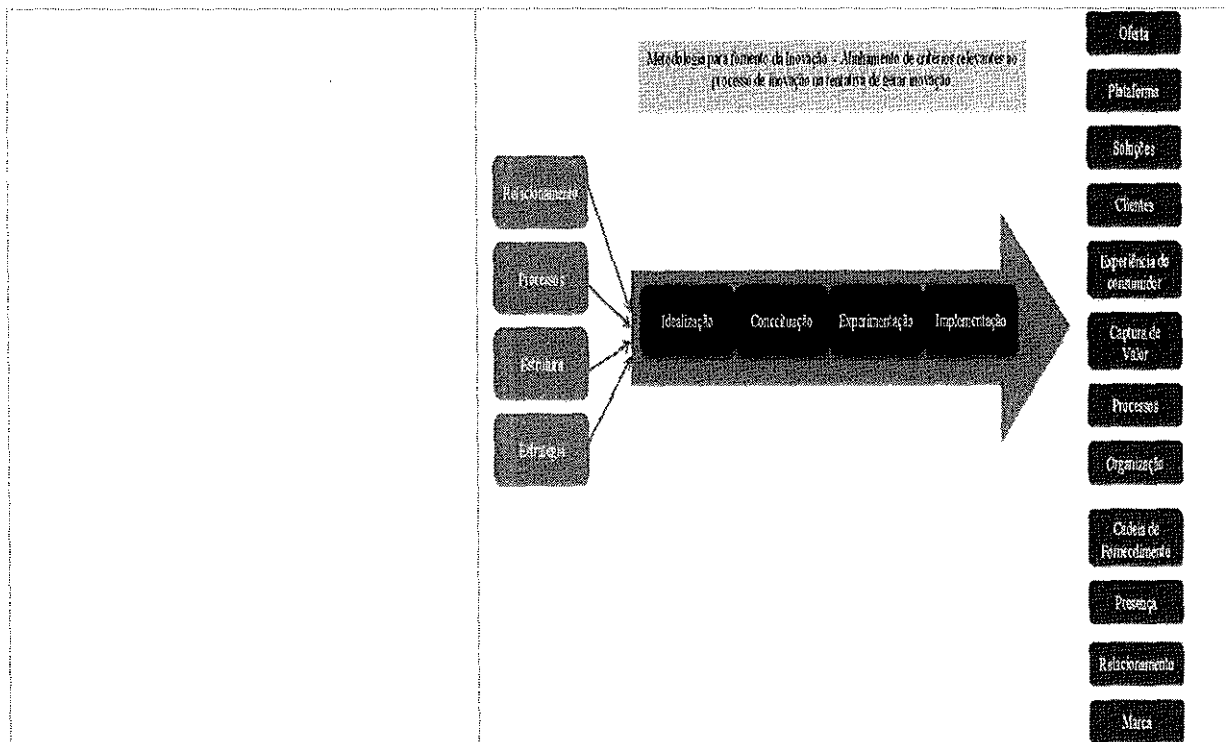 Metodologia para fomento da Inovação - Alinhamento de critérios relevantes ao
processo de inovação na tentativa de gerar inovação
Relacionamento
Processos
Estrutura
Estratégia
Idealização
Conceituação
Experimentação
Implementação
Oferta
Plataforma
Soluções
Clientes
Experiência do
consumidor
Captura de
Valor
Processos
Organização
Cadeia de
Fornecimento
Presença
Relacionamento
Marca